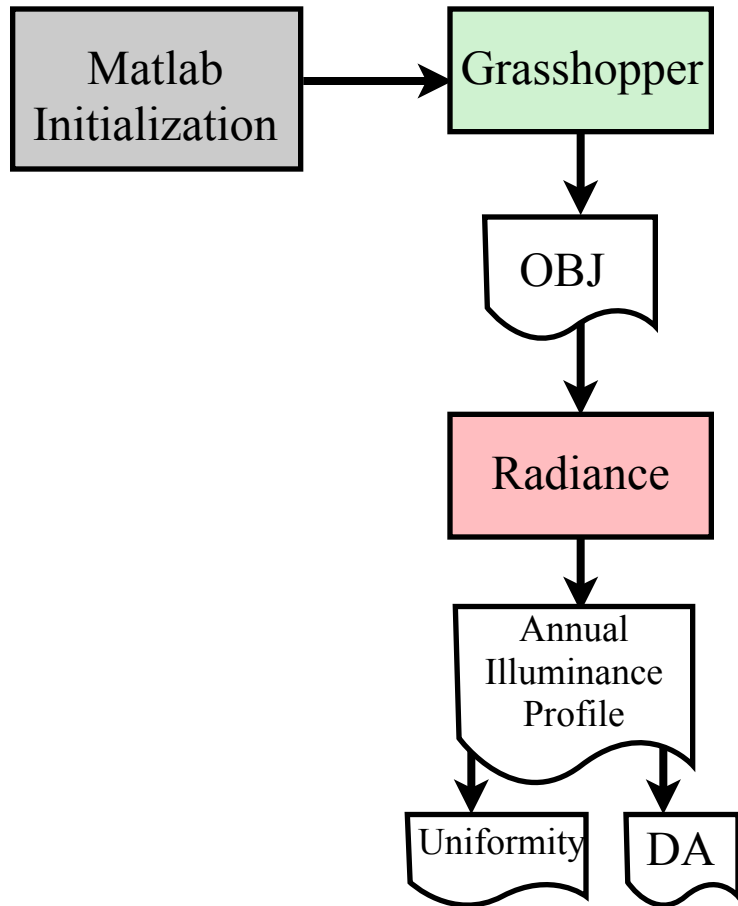 Matlab
Initialization
Grasshopper
OBJ
Radiance
Annual
Illuminance
Profile
Uniformity
DA